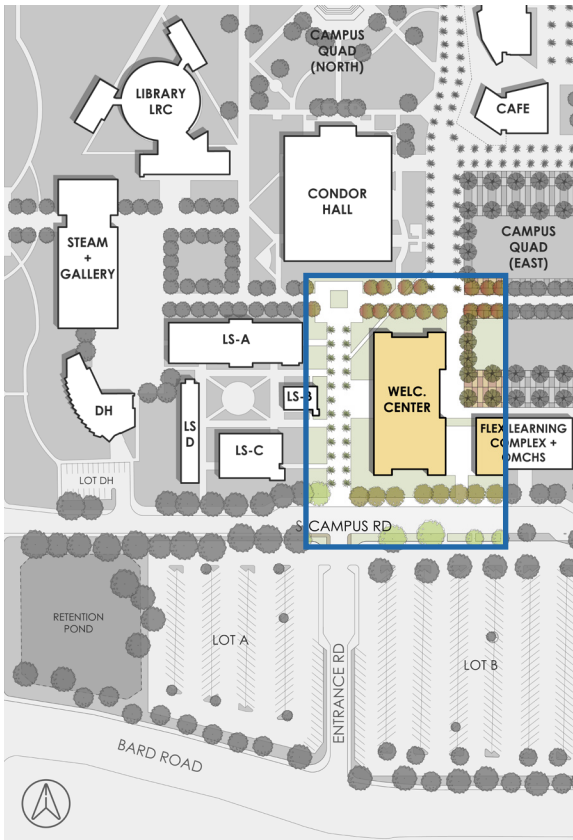 CAMPUS
QUAD
(NORTH)
LIBRARY
LRC
CAFE
CONDOR
HALL
STEAM
+
GALLERY
CAMPUS
QUAD
(EAST)
LS-A
LS-B
WELC.
CENTER
DH
LS
D
LS-C
FLEX LEARNING
COMPLEX +
OMCHS
LOT DH
S CAMPUS RD
RETENTION
POND
LOT A
ENTRANCE RD
LOT B
BARD ROAD